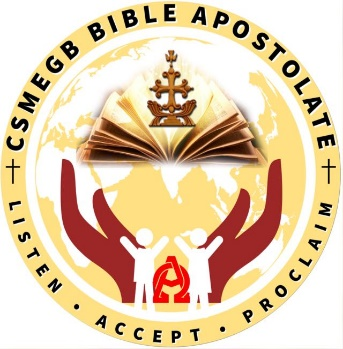 CSMEGB BIBLE APOSTOLATE
LISTEN • ACCEPT • PROCLAIM